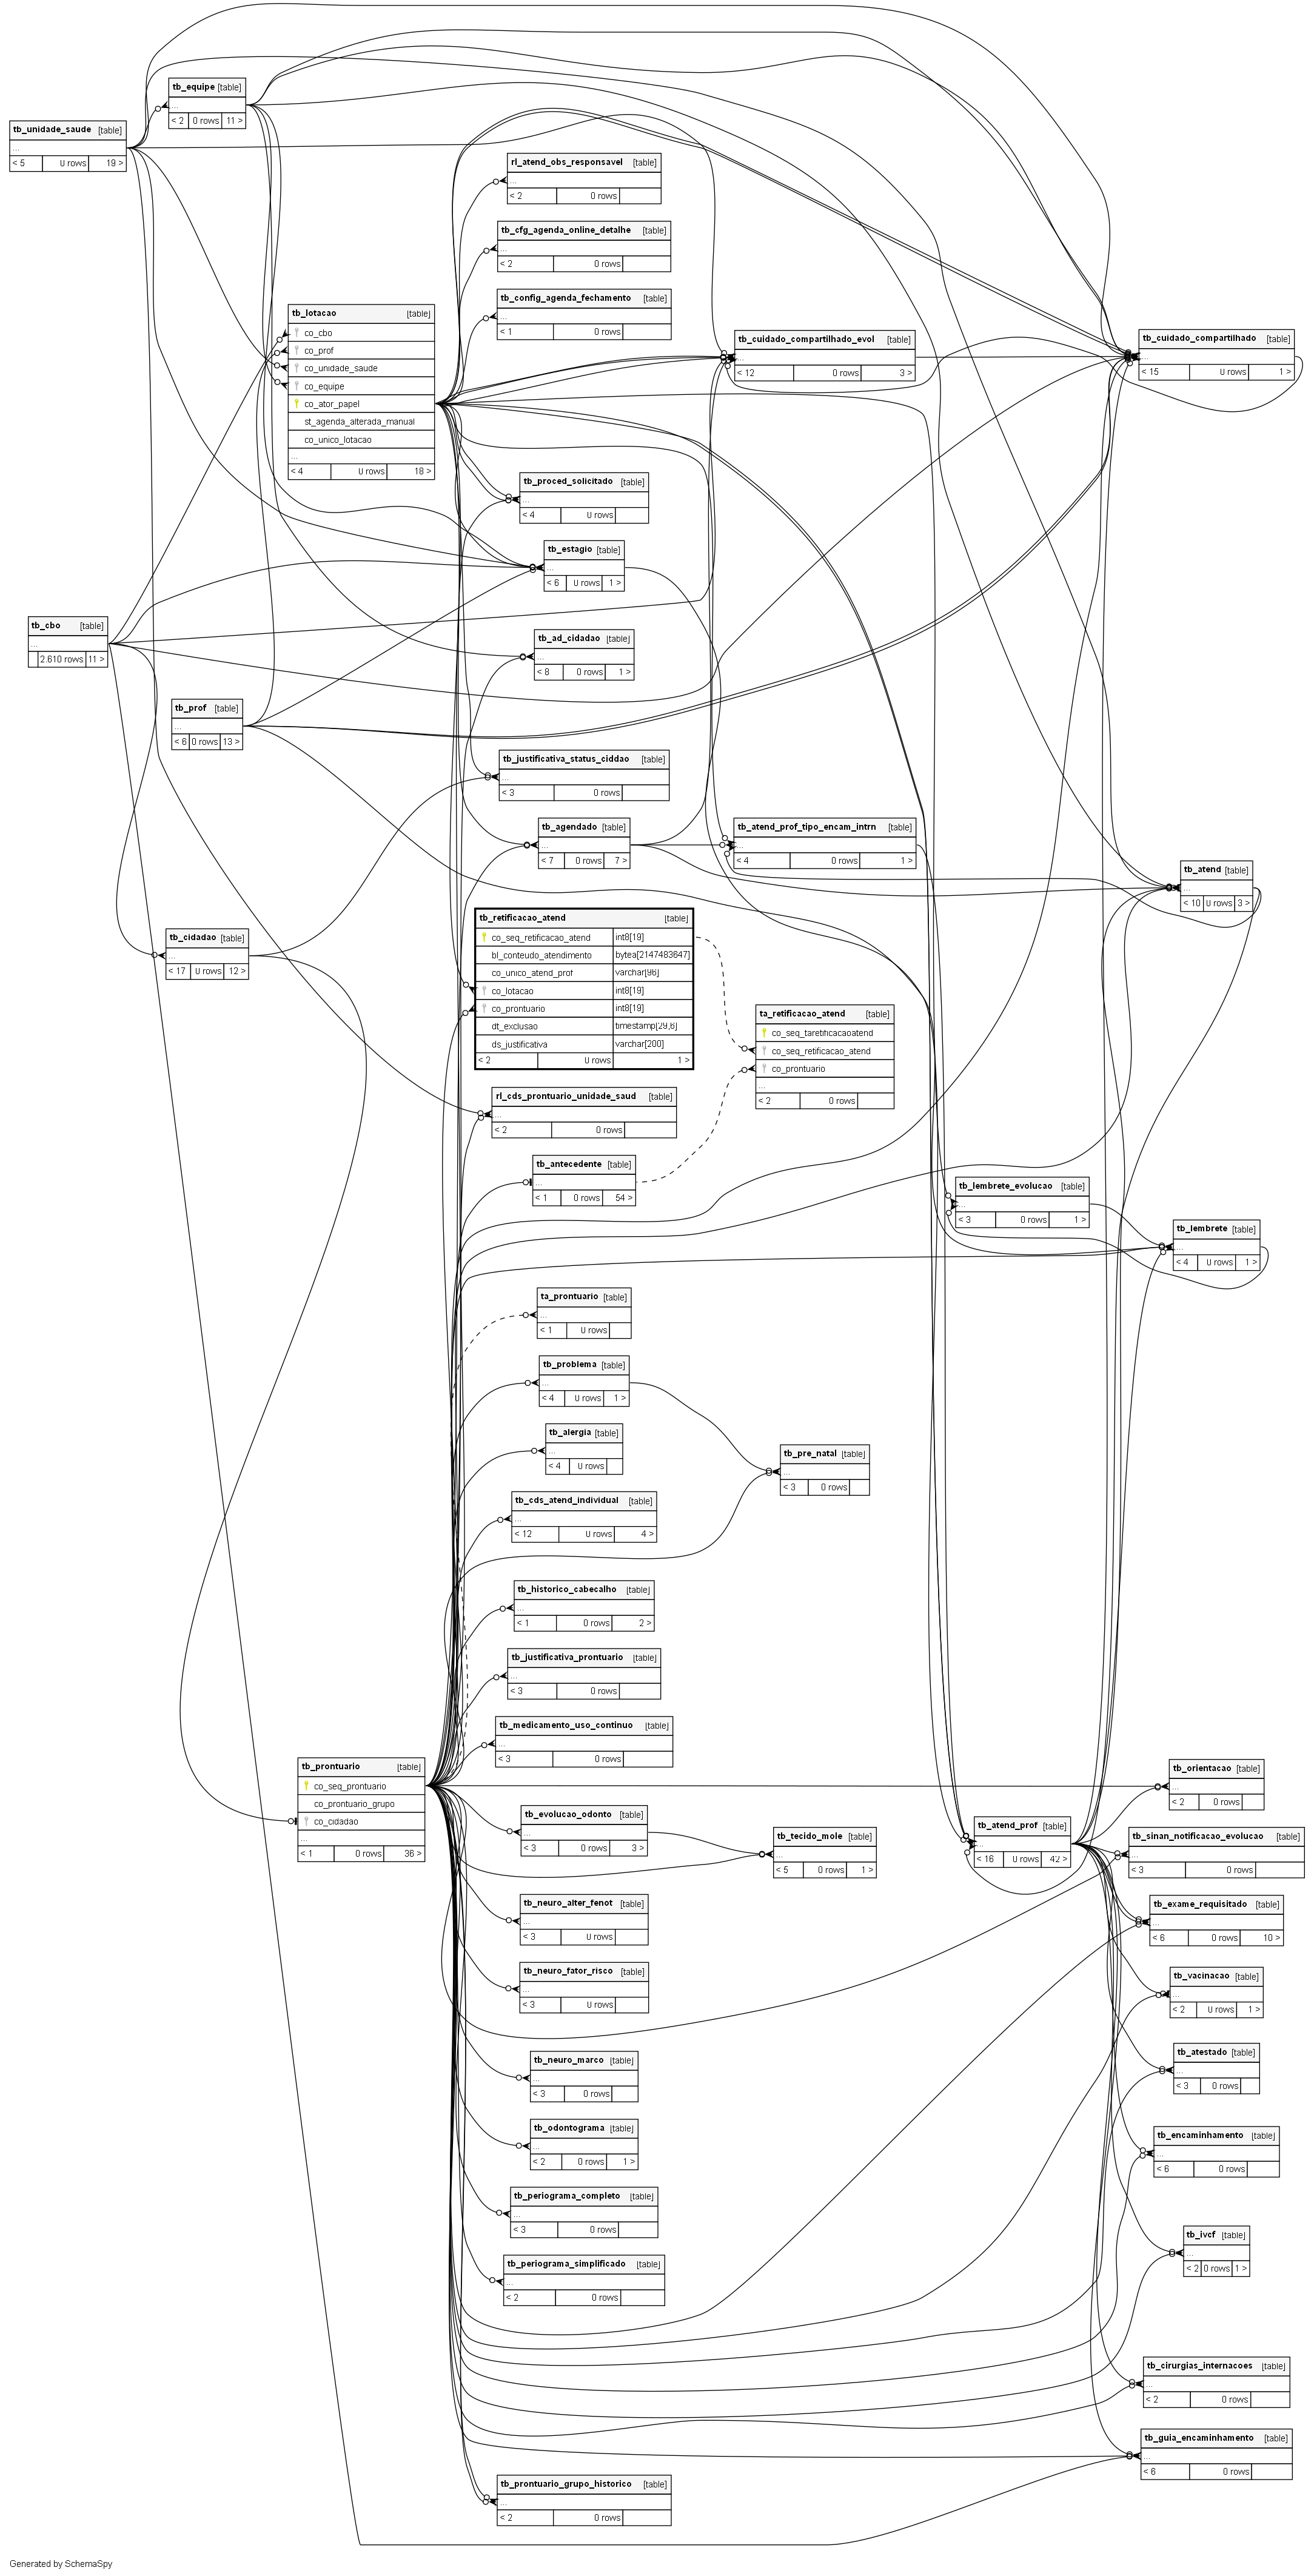 tb_equipe [table]
...
< 2 0 rows 11 >
tb_unidade_saude [table]
...
< 5 0 rows 19 >
rl_atend_obs_responsavel [table]
...
< 2 0 rows
tb_cfg_agenda_online_detalhe [table]
...
< 2 0 rows
tb_config_agenda_fechamento [table]
...
< 1 0 rows
tb_lotacao [table]
co_cbo
co_prof
co_unidade_saude
co_equipe
co_ator_papel
st_agenda_alterada_manual
co_unico_lotacao
...
< 4 0 rows 18 >
tb_cuidado_compartilhado_evol [table]
...
< 12 0 rows 3 >
tb_cuidado_compartilhado [table]
...
< 15 0 rows 1 >
tb_proced_solicitado [table]
...
< 4 0 rows
tb_estagio [table]
...
< 6 0 rows 1 >
tb_cbo [table]
...
2.610 rows 11 >
tb_ad_cidadao [table]
...
< 8 0 rows 1 >
tb_prof [table]
...
< 6 0 rows 13 >
tb_justificativa_status_ciddao [table]
...
< 3 0 rows
tb_agendado [table]
...
< 7 0 rows 7 >
tb_atend_prof_tipo_encam_intrn [table]
...
< 4 0 rows 1 >
tb_atend [table]
...
< 10 0 rows 3 >
tb_cidadao [table]
...
< 17 0 rows 12 >
tb_retificacao_atend [table]
co_seq_retificacao_atend int8[19]
bl_conteudo_atendimento bytea[2147483647]
co_unico_atend_prof varchar[96]
co_lotacao int8[19]
co_prontuario int8[19]
dt_exclusao timestamp[29,6]
ds_justificativa varchar[200]
< 2 0 rows 1 >
ta_retificacao_atend [table]
co_seq_taretificacaoatend
co_seq_retificacao_atend
co_prontuario
...
< 2 0 rows
rl_cds_prontuario_unidade_saud [table]
...
< 2 0 rows
tb_antecedente [table]
...
< 1 0 rows 54 >
tb_lembrete_evolucao [table]
...
< 3 0 rows 1 >
tb_lembrete [table]
...
< 4 0 rows 1 >
ta_prontuario [table]
...
< 1 0 rows
tb_problema [table]
...
< 4 0 rows 1 >
tb_alergia [table]
...
< 4 0 rows
tb_pre_natal [table]
...
< 3 0 rows
tb_cds_atend_individual [table]
...
< 12 0 rows 4 >
tb_historico_cabecalho [table]
...
< 1 0 rows 2 >
tb_justificativa_prontuario [table]
...
< 3 0 rows
tb_medicamento_uso_continuo [table]
...
< 3 0 rows
tb_prontuario [table]
co_seq_prontuario
co_prontuario_grupo
co_cidadao
...
< 1 0 rows 36 >
tb_orientacao [table]
...
< 2 0 rows
tb_evolucao_odonto [table]
...
< 3 0 rows 3 >
tb_atend_prof [table]
...
< 16 0 rows 42 >
tb_tecido_mole [table]
...
< 5 0 rows 1 >
tb_sinan_notificacao_evolucao [table]
...
< 3 0 rows
tb_neuro_alter_fenot [table]
...
< 3 0 rows
tb_exame_requisitado [table]
...
< 6 0 rows 10 >
tb_neuro_fator_risco [table]
...
< 3 0 rows
tb_vacinacao [table]
...
< 2 0 rows 1 >
tb_neuro_marco [table]
...
< 3 0 rows
tb_atestado [table]
...
< 3 0 rows
tb_odontograma [table]
...
< 2 0 rows 1 >
tb_encaminhamento [table]
...
< 6 0 rows
tb_periograma_completo [table]
...
< 3 0 rows
tb_ivcf [table]
...
< 2 0 rows 1 >
tb_periograma_simplificado [table]
...
< 2 0 rows
tb_cirurgias_internacoes [table]
...
< 2 0 rows
tb_guia_encaminhamento [table]
...
< 6 0 rows
tb_prontuario_grupo_historico [table]
...
< 2 0 rows
Generated by SchemaSpy